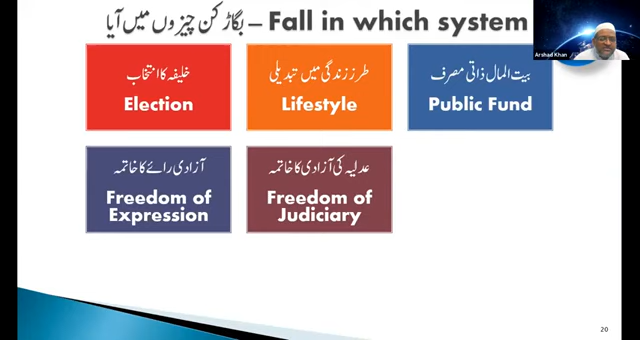 بگاڑ کن چیزوں میں آیا – Fall in which system
Arshad Khan
خلیفہ کا انتخاب
Election
طرز زندگی میں تبدیلی
Lifestyle
بیت المال ذاتی مصرف
Public Fund
آزادی رائے کا خاتمہ
Freedom of
Expression
عدلیہ کی آزادی کا خاتمہ
Freedom of
Judiciary
20